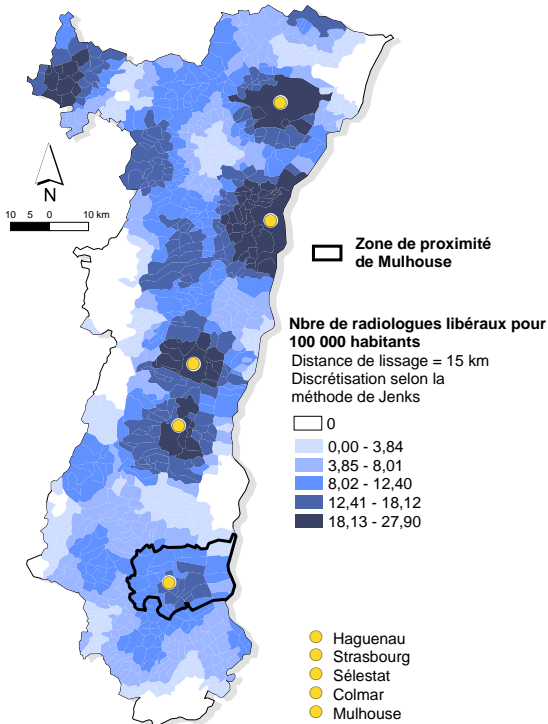 N
10 5 0 10 km
Zone de proximité
de Mulhouse
Nbre de radiologues libéraux pour
100 000 habitants
Distance de lissage = 15 km
Discrétisation selon la
méthode de Jenks
0
0,00 - 3,84
3,85 - 8,01
8,02 - 12,40
12,41 - 18,12
18,13 - 27,90
Haguenau
Strasbourg
Sélestat
Colmar
Mulhouse